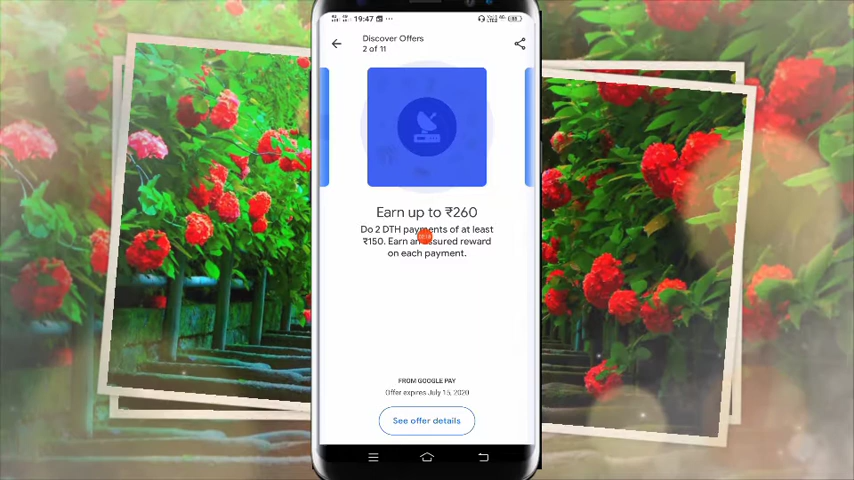 19:47
Discover Offers
2 of 11
Earn up to ₹260
Do 2 DTH payments of at least
₹150. Earn an assured reward
on each payment.
FROM GOOGLE PAY
Offer expires July 15, 2020
See offer details